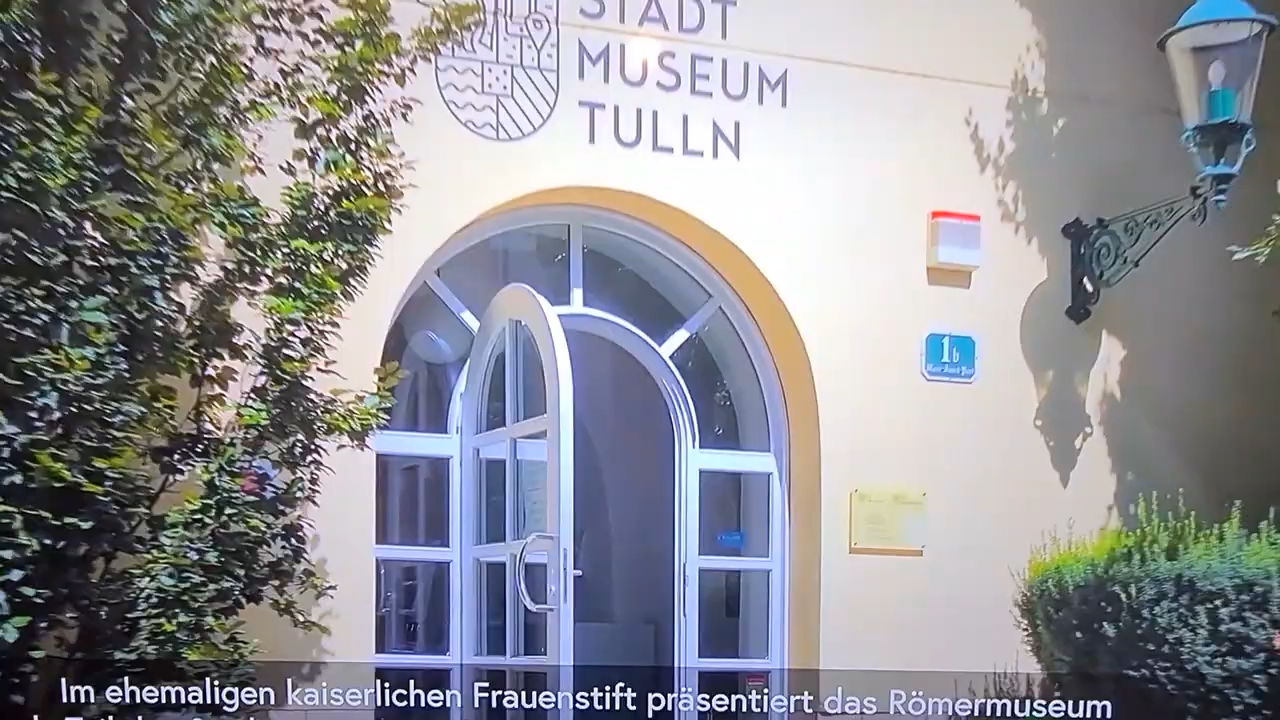 STADT
MUSEUM
TULLN
1b
Im ehemaligen kaiserlichen Frauenstift präsentiert das Römermuseum